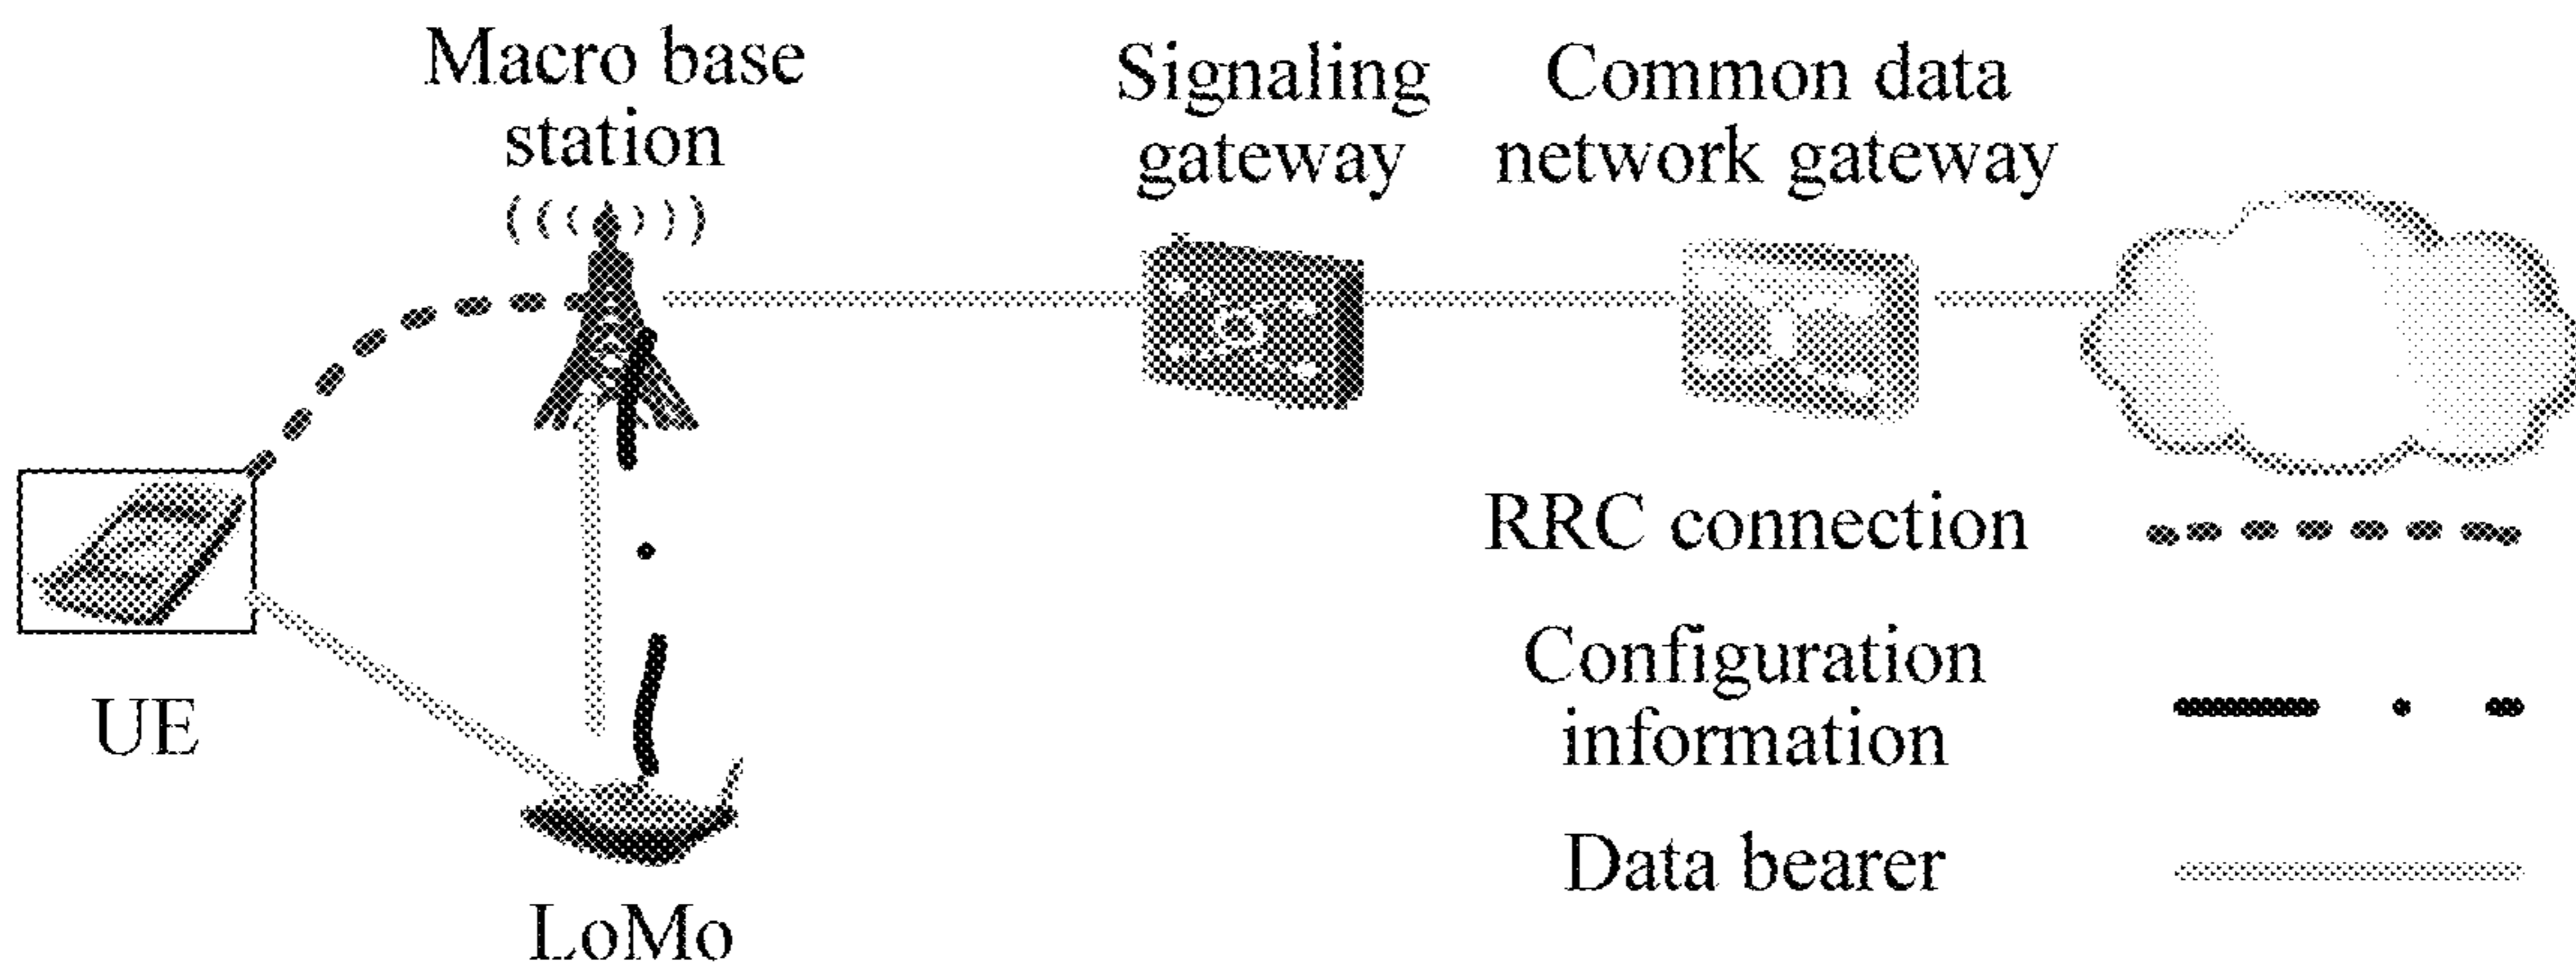 Macro base
station
Signaling
gateway
Common data
network gateway
UE
LoMo
RRC connection
Configuration
information
Data bearer